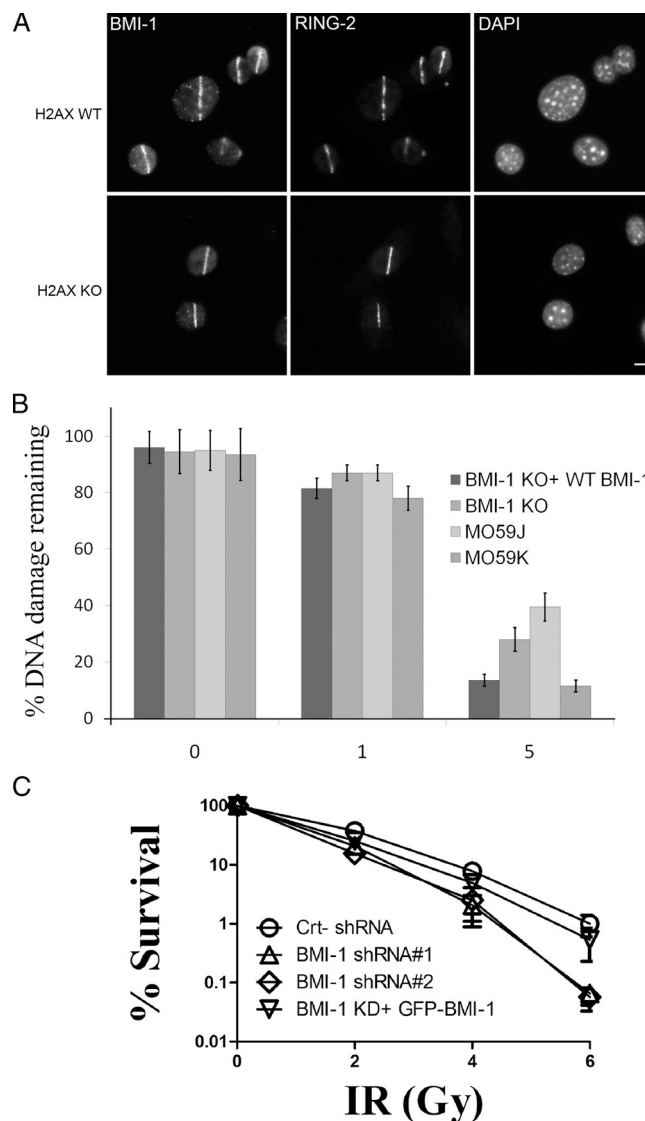 A
BMI-1 RING-2 DAPI
H2AX WT
H2AX KO
B
% DNA damage remaining
100
80
60
40
20
0
0 1 5
BMI-1 KO+ WT BMI-1
BMI-1 KO
MO59J
MO59K
C
% Survival
100
10
1
0.1
0.01
Crt- shRNA
BMI-1 shRNA#1
BMI-1 shRNA#2
BMI-1 KD+ GFP-BMI-1
0 2 4 6
IR (Gy)